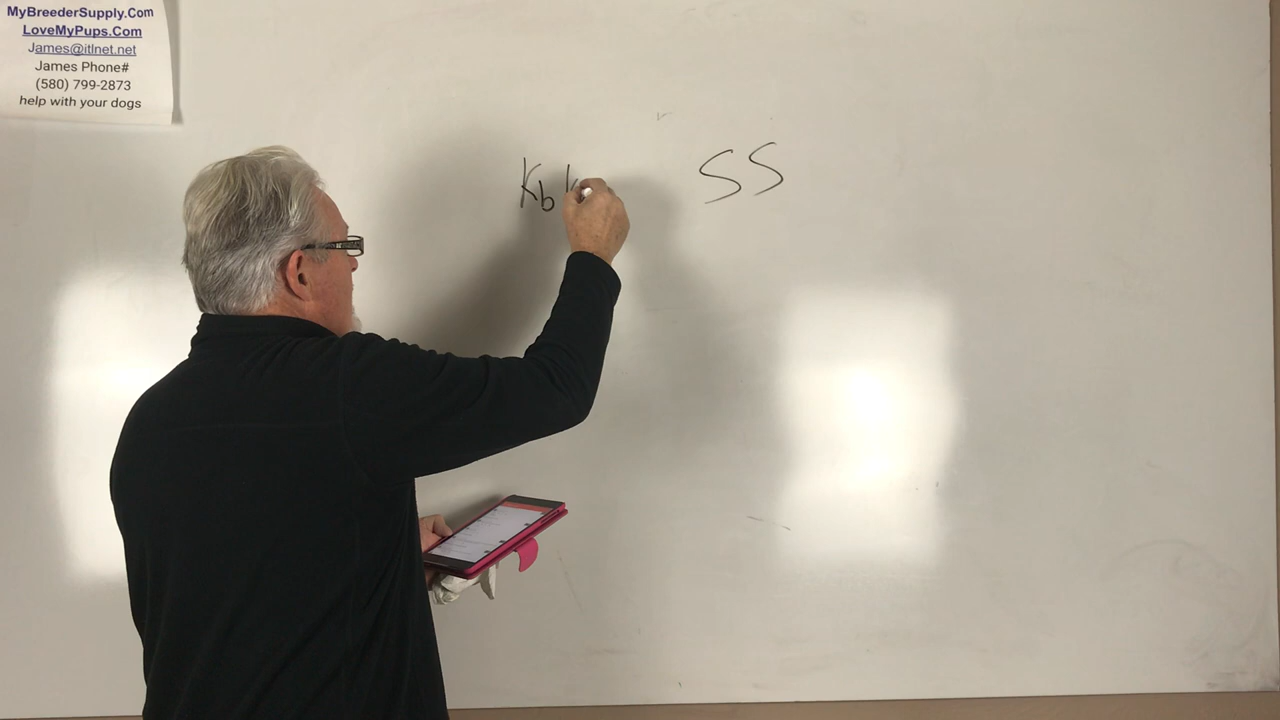 MyBreederSupply.Com
LoveMyPups.Com
James@itlnet.net
James Phone#
(580) 799-2873
help with your dogs
Kb k SS